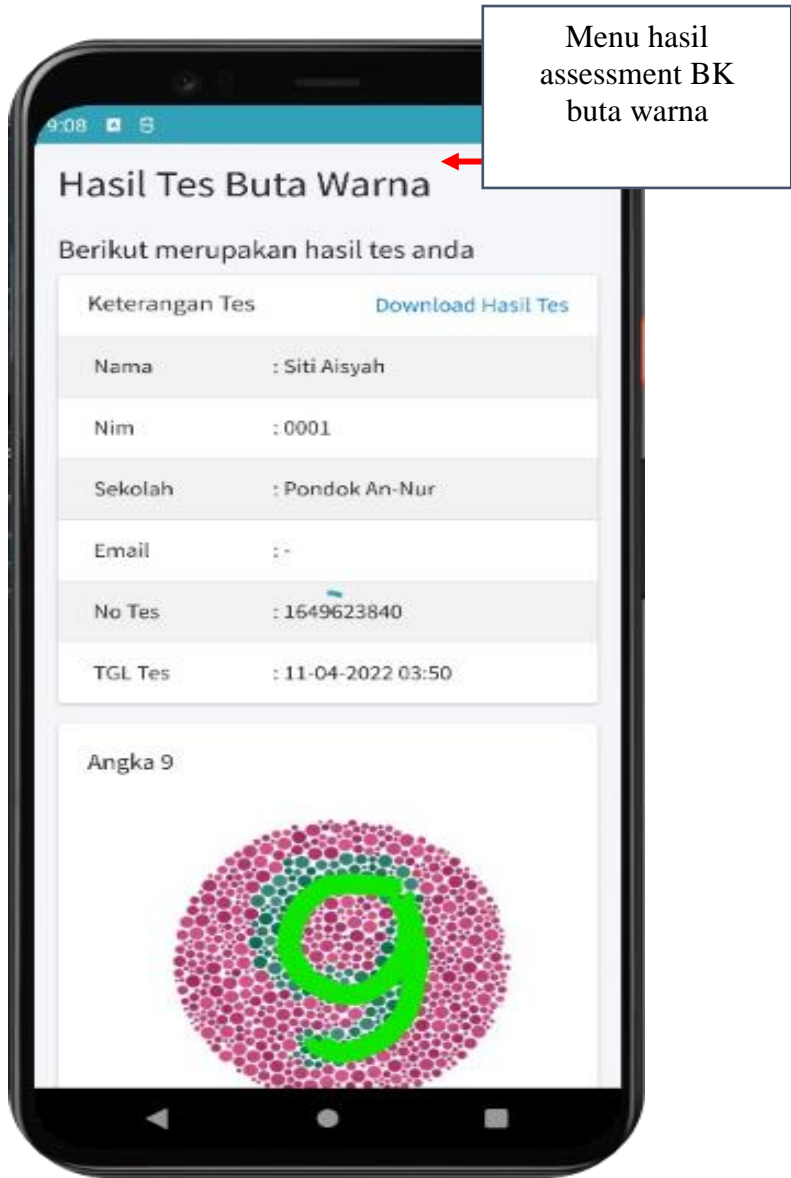 Menu hasil
assessment BK
buta warna
9:08
Hasil Tes Buta Warna
Berikut merupakan hasil tes anda
Keterangan Tes Download Hasil Tes
Nama : Siti Aisyah
Nim : 0001
Sekolah : Pondok An-Nur
Email : -
No Tes : 1649623840
TGL Tes : 11-04-2022 03:50
Angka 9
9